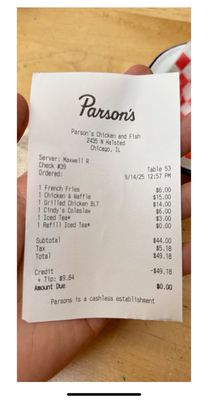 Parson's
Parson's Chicken and Fish
2435 N Halsted
Chicago, IL
Server: Maxwell R
Check #39 Table 53
Ordered: 9/14/25 12:57 PM
1 French Fries $6.00
1 Chicken & Waffle $15.00
1 Grilled Chicken BLT $14.00
1 Cindy's Coleslaw $6.00
1 Iced Tea* $3.00
1 Refill Iced Tea* $0.00
Subtotal $44.00
Tax $5.18
Total $49.18
Credit -$49.18
+ Tip: $9.84
Amount Due $0.00
Parsons is a cashless establishment